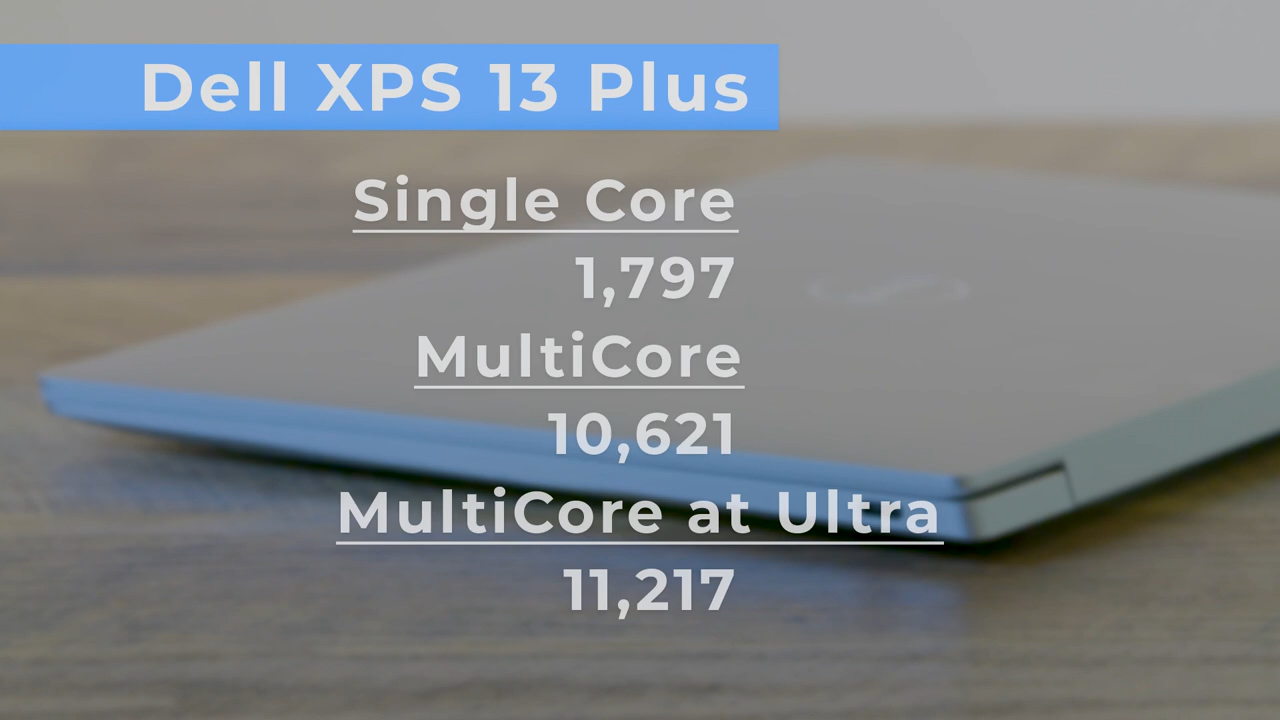 Dell XPS 13 Plus
Single Core
1,797
MultiCore
10,621
MultiCore at Ultra
11,217